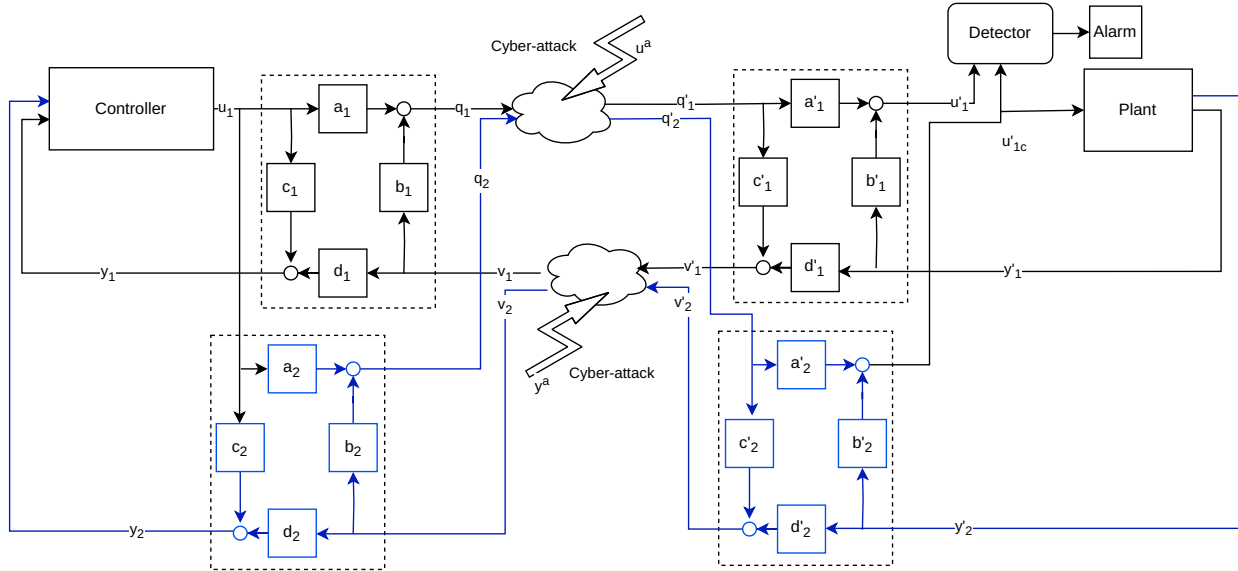 Detector
Alarm
Cyber-attack
uᵃ
Controller
u₁
a₁
q₁
q'₁
q'₂
a'₁
u'₁
Plant
u'₁c
c₁
b₁
q₂
c'₁
b'₁
y₁
d₁
v₁
v'₁
d'₁
y'₁
v₂
v'₂
Cyber-attack
yᵃ
a₂
a'₂
c₂
b₂
c'₂
b'₂
y₂
d₂
d'₂
y'₂